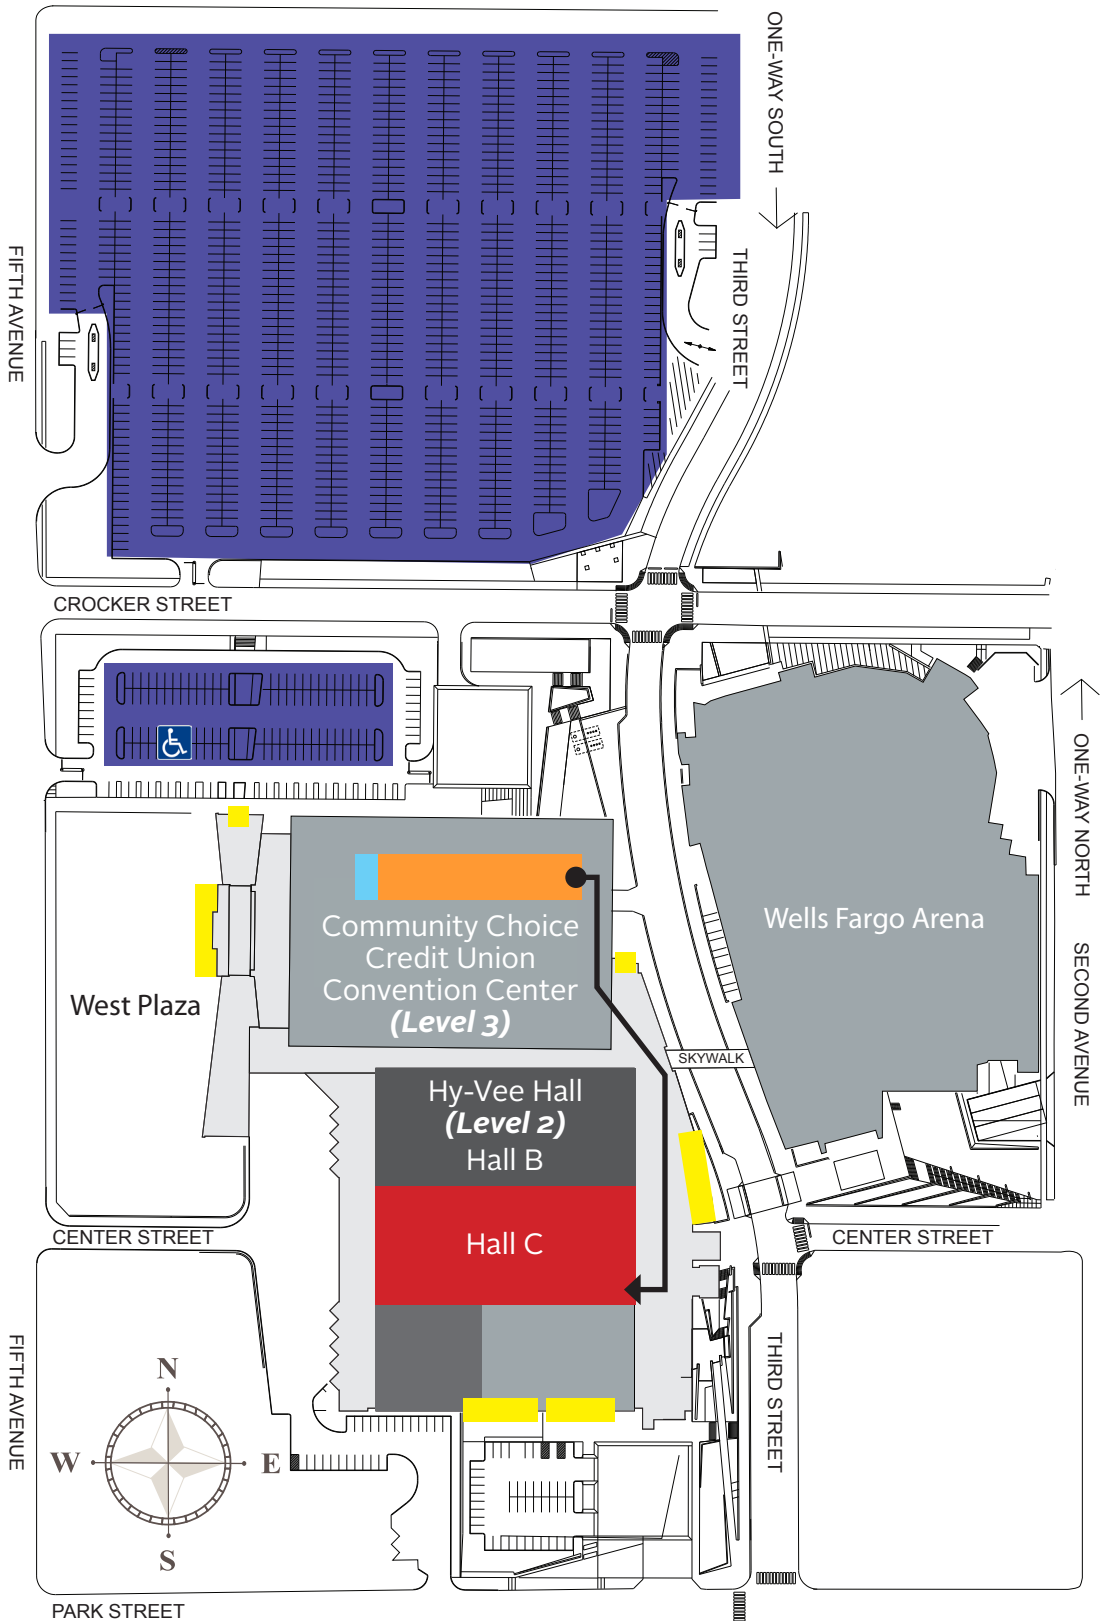 ONE-WAY SOUTH
THIRD STREET
FIFTH AVENUE
CROCKER STREET
ONE-WAY NORTH
SECOND AVENUE
Wells Fargo Arena
Community Choice
Credit Union
Convention Center
(Level 3)
West Plaza
SKYWALK
Hy-Vee Hall
(Level 2)
Hall B
Hall C
CENTER STREET
CENTER STREET
FIFTH AVENUE
THIRD STREET
N
W
E
S
PARK STREET